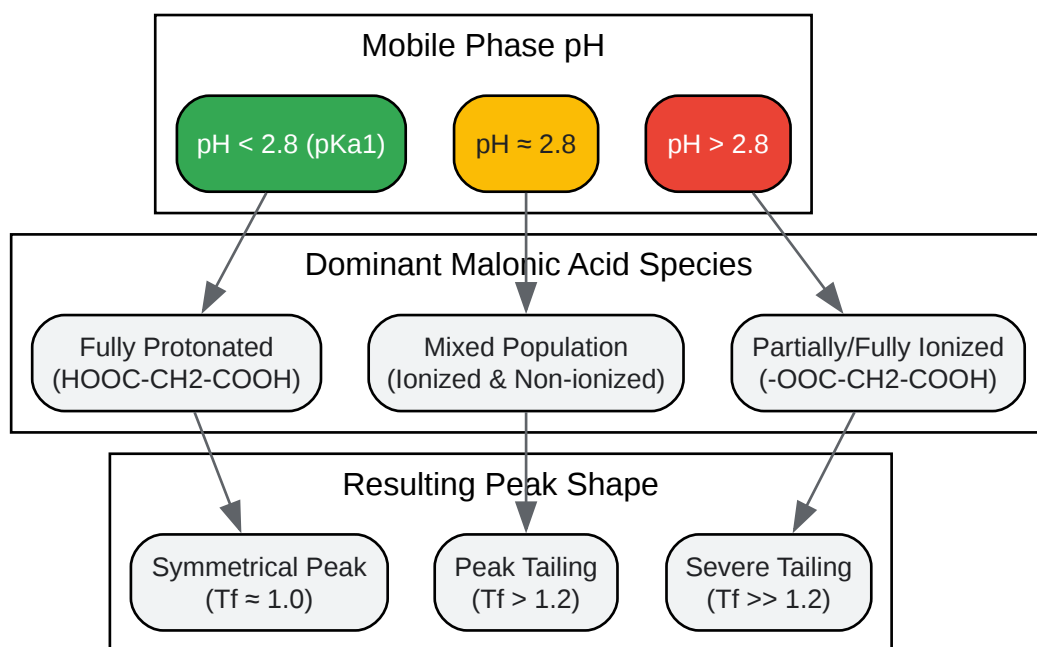 Mobile Phase pH
pH < 2.8 (pKa1)
pH ≈ 2.8
pH > 2.8
Dominant Malonic Acid Species
Fully Protonated
(HOOC-CH2-COOH)
Mixed Population
(Ionized & Non-ionized)
Partially/Fully Ionized
(-OOC-CH2-COOH)
Resulting Peak Shape
Symmetrical Peak
(Tf ≈ 1.0)
Peak Tailing
(Tf > 1.2)
Severe Tailing
(Tf >> 1.2)